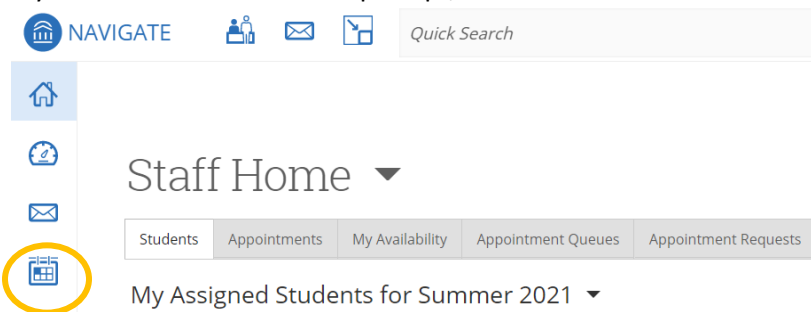 NAVIGATE
Quick Search
Staff Home
Students Appointments My Availability Appointment Queues Appointment Requests
My Assigned Students for Summer 2021